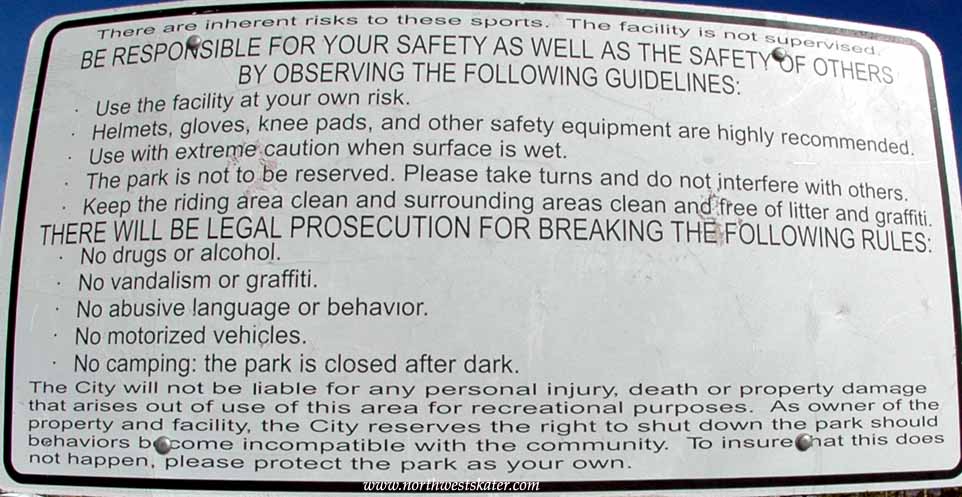 There are inherent risks to these sports. The facility is not supervised.
BE RESPONSIBLE FOR YOUR SAFETY AS WELL AS THE SAFETY OF OTHERS
BY OBSERVING THE FOLLOWING GUIDELINES:
· Use the facility at your own risk.
· Helmets, gloves, knee pads, and other safety equipment are highly recommended.
· Use with extreme caution when surface is wet.
· The park is not to be reserved. Please take turns and do not interfere with others.
· Keep the riding area clean and surrounding areas clean and free of litter and graffiti.
THERE WILL BE LEGAL PROSECUTION FOR BREAKING THE FOLLOWING RULES:
· No drugs or alcohol.
· No vandalism or graffiti.
· No abusive language or behavior.
· No motorized vehicles.
· No camping: the park is closed after dark.
The City will not be liable for any personal injury, death or property damage
that arises out of use of this area for recreational purposes. As owner of the
property and facility, the City reserves the right to shut down the park should
behaviors become incompatible with the community. To insure that this does
not happen, please protect the park as your own.
www.northwestskater.com